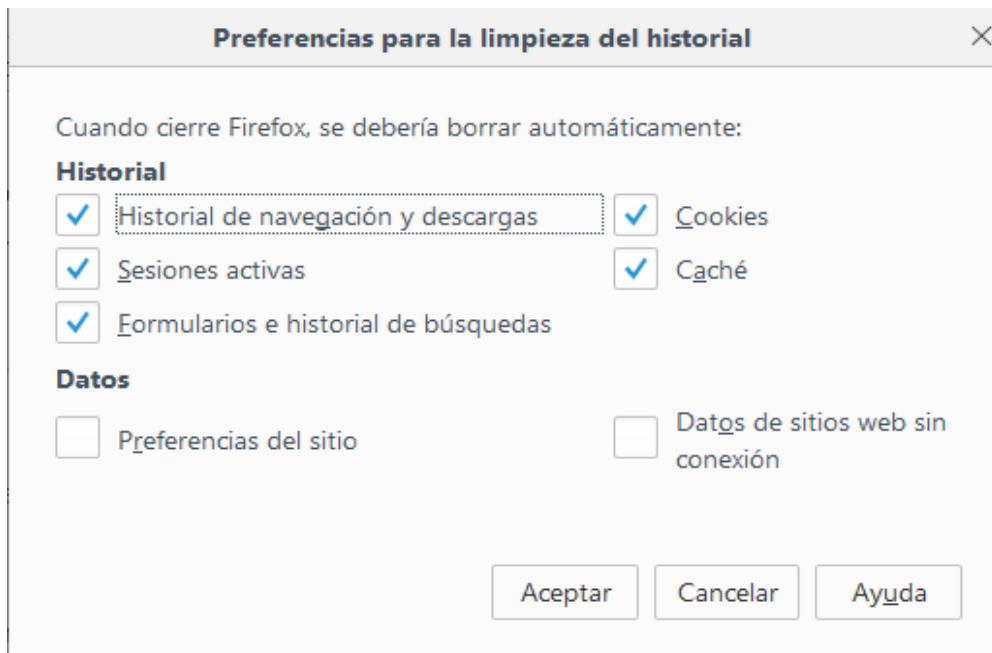 Preferencias para la limpieza del historial
Cuando cierre Firefox, se debería borrar automáticamente:
Historial
Historial de navegación y descargas
Cookies
Sesiones activas
Caché
Formularios e historial de búsquedas
Datos
Preferencias del sitio
Datos de sitios web sin
conexión
Aceptar
Cancelar
Ayuda